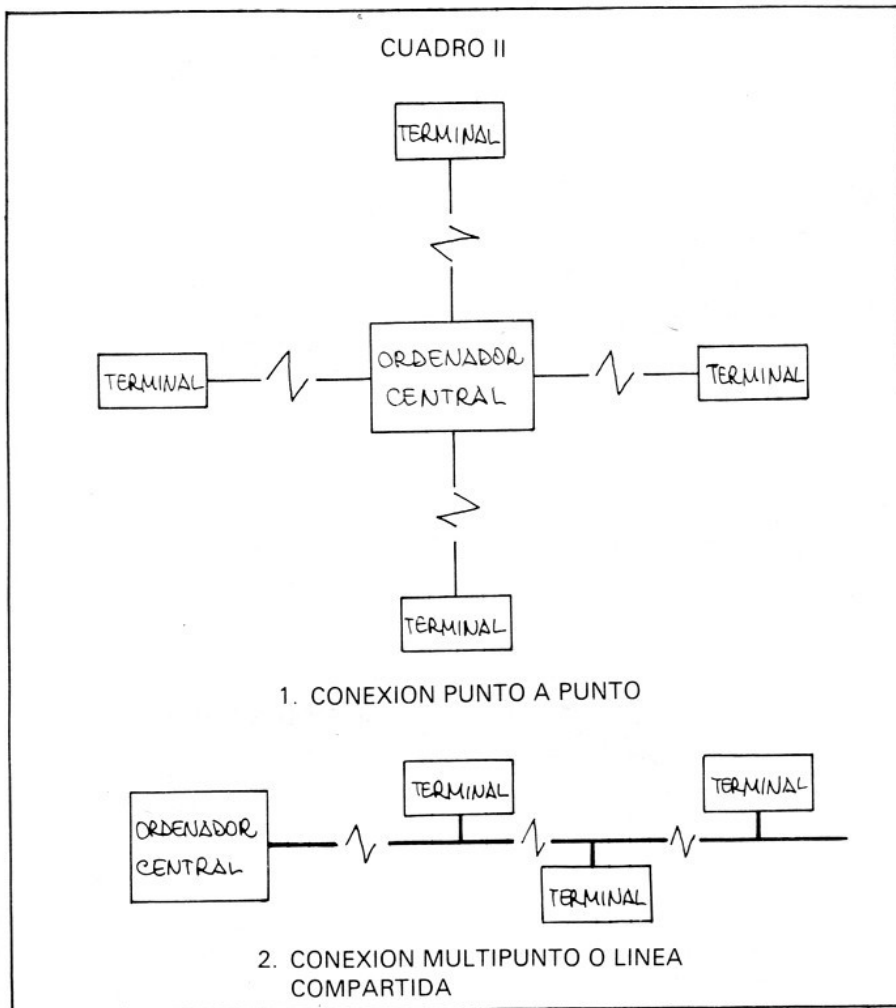 CUADRO II
TERMINAL
TERMINAL
ORDENADOR
CENTRAL
TERMINAL
TERMINAL
1. CONEXION PUNTO A PUNTO
ORDENADOR
CENTRAL
TERMINAL
TERMINAL
TERMINAL
2. CONEXION MULTIPUNTO O LINEA
COMPARTIDA